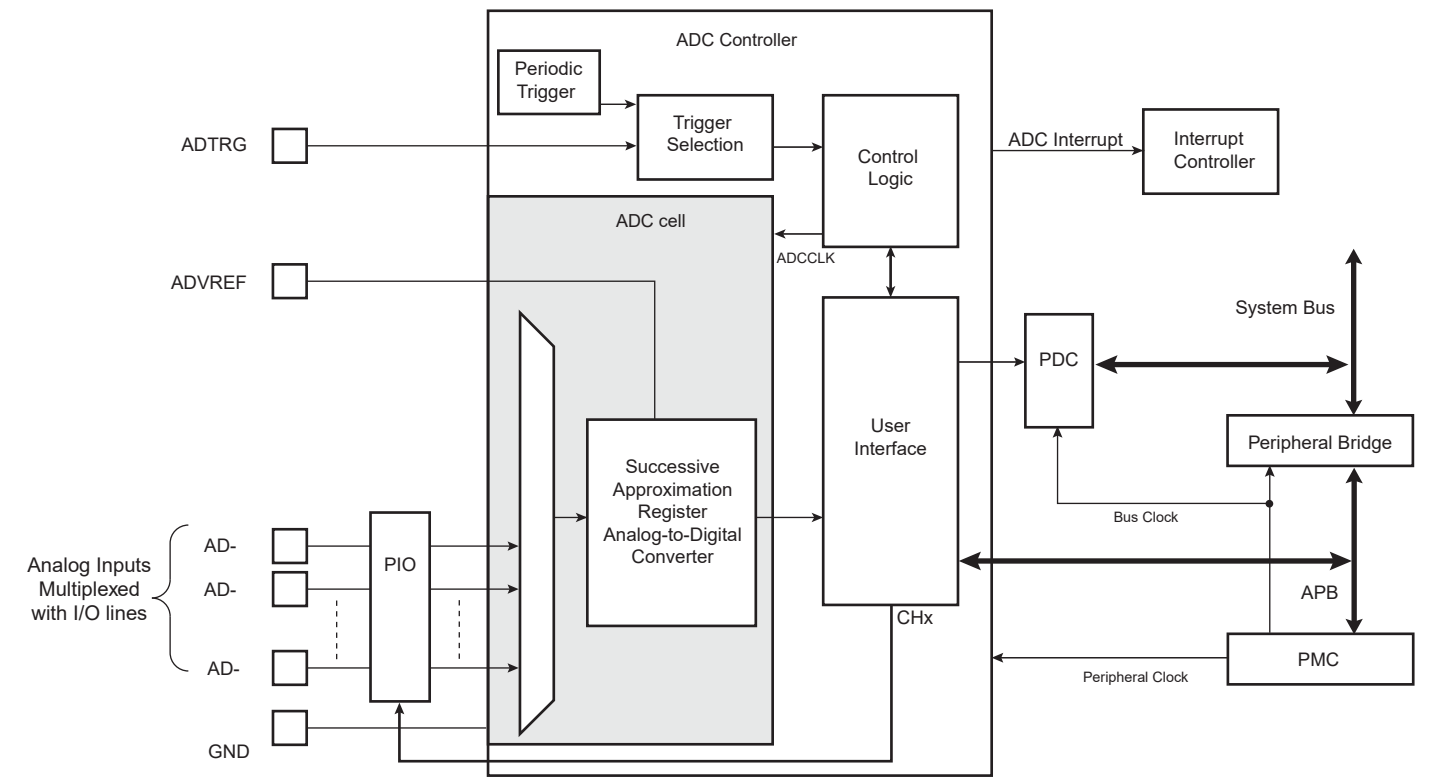 ADC Controller
Periodic
Trigger
Trigger
Selection
Control
Logic
ADTRG
ADC Interrupt
Interrupt
Controller
ADC cell
ADCCLK
ADVREF
System Bus
PDC
User
Interface
Peripheral Bridge
Successive
Approximation
Register
Analog-to-Digital
Converter
Bus Clock
Analog Inputs
Multiplexed
with I/O lines
AD-
AD-
AD-
PIO
APB
CHx
PMC
Peripheral Clock
GND